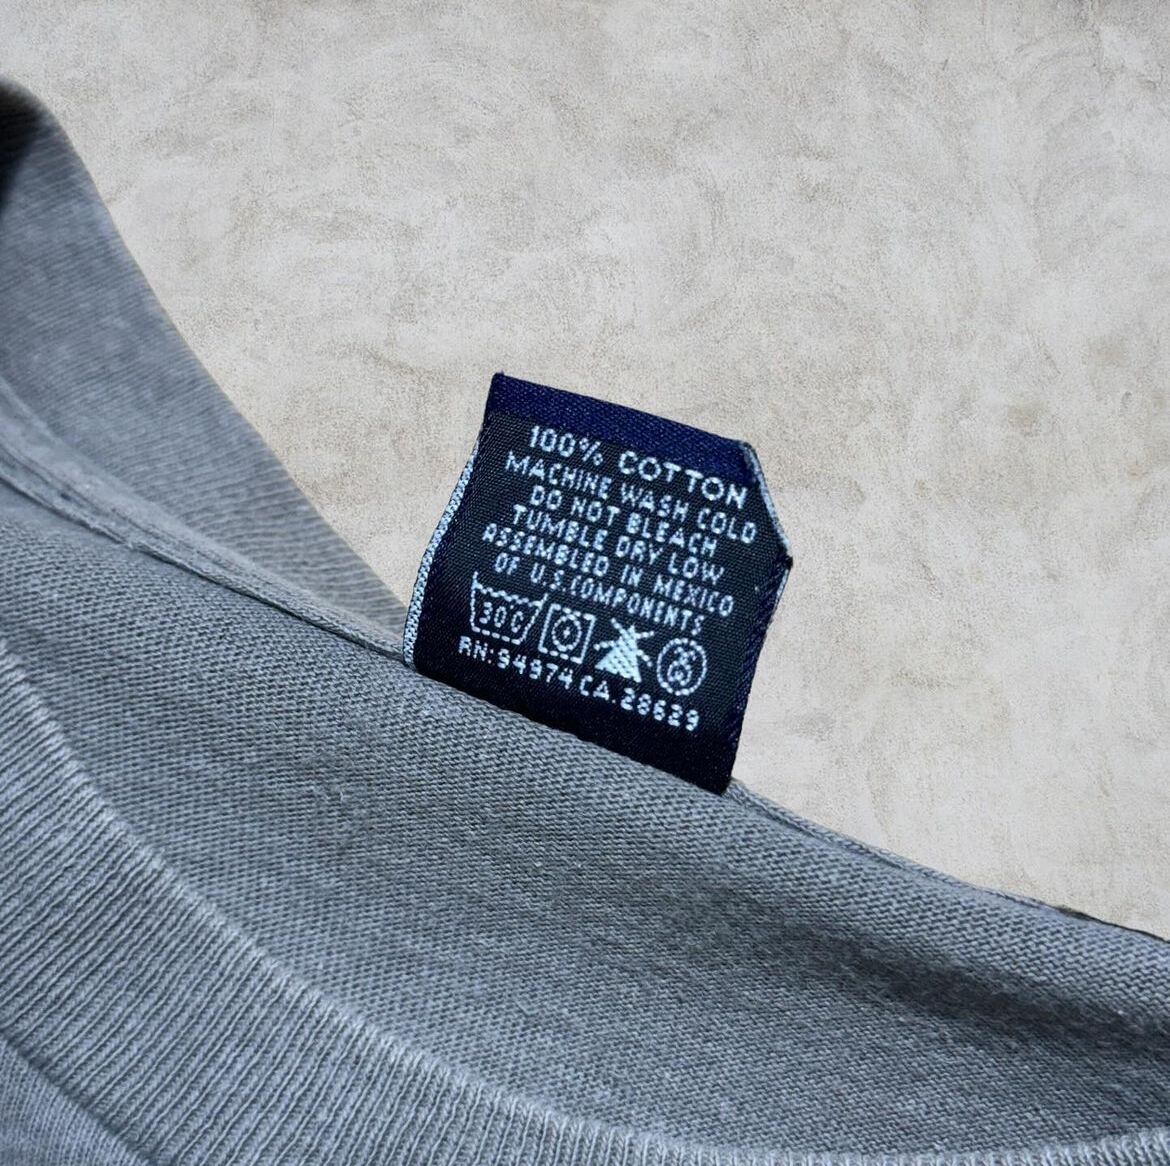 100% COTTON
MACHINE WASH COLD
DO NOT BLEACH
TUMBLE DRY LOW
ASSEMBLED IN MEXICO
OF U.S. COMPONENTS
30C
RN: 94974 CA. 28629